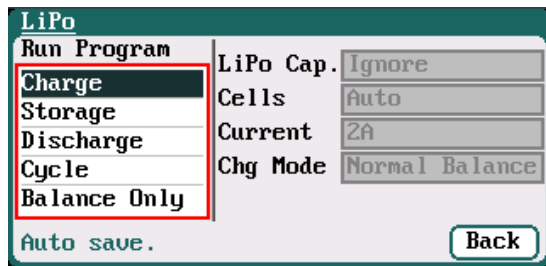 LiPo
Run Program
Charge
Storage
Discharge
Cycle
Balance Only
LiPo Cap. Ignore
Cells Auto
Current 2A
Chg Mode Normal Balance
Auto save.
Back